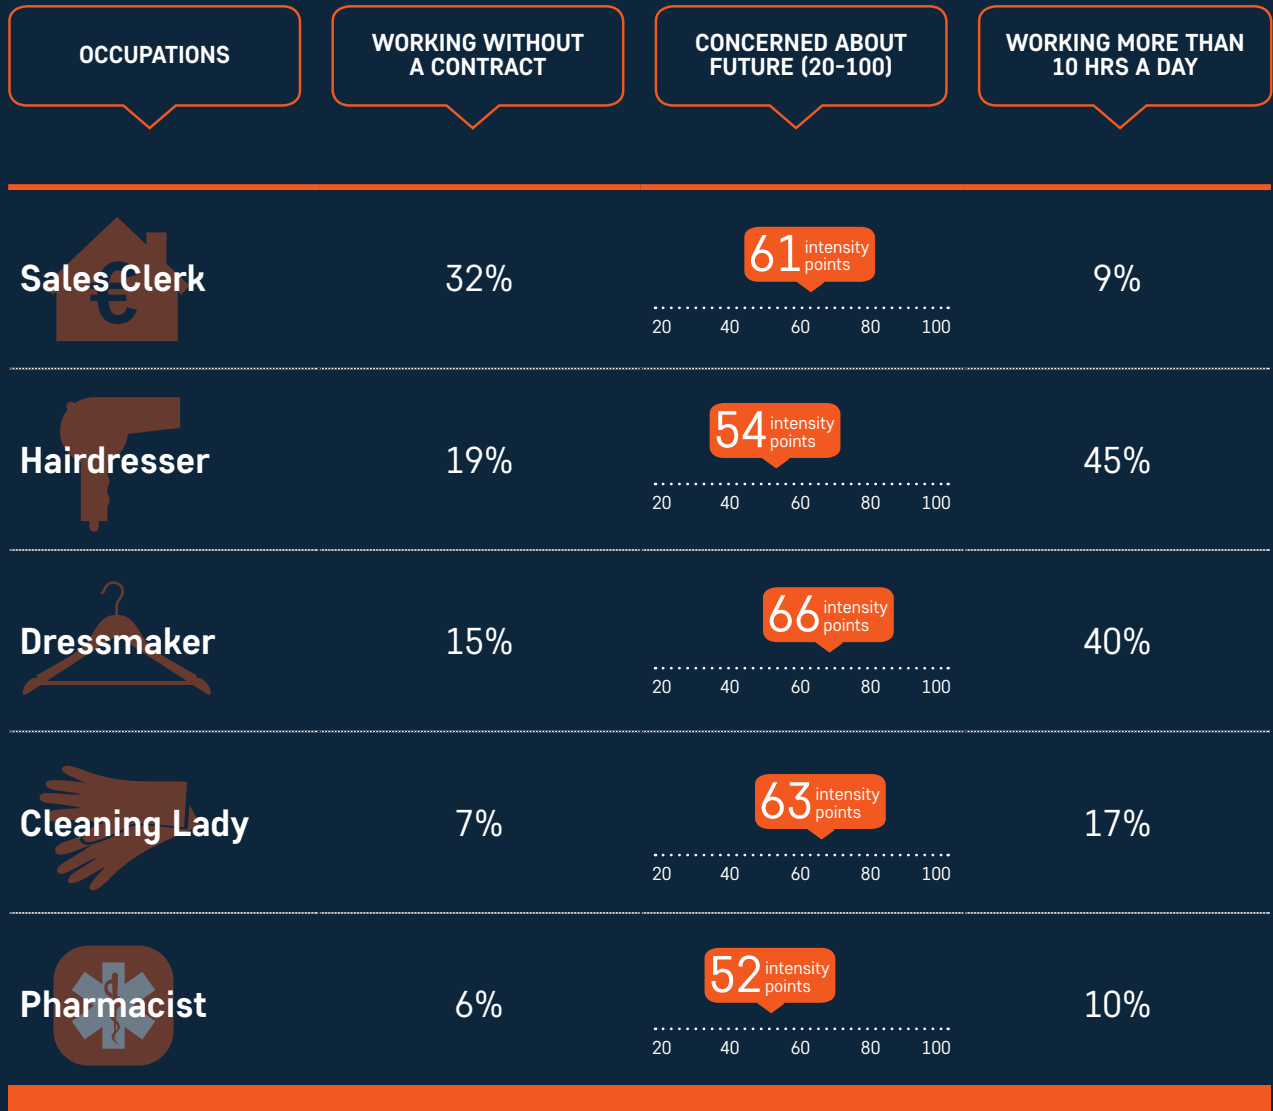 OCCUPATIONS
WORKING WITHOUT
A CONTRACT
CONCERNED ABOUT
FUTURE (20-100)
WORKING MORE THAN
10 HRS A DAY
Sales Clerk
€
32%
61 intensity
points
20 40 60 80 100
9%
Hairdresser
19%
54 intensity
points
20 40 60 80 100
45%
Dressmaker
15%
66 intensity
points
20 40 60 80 100
40%
Cleaning Lady
7%
63 intensity
points
20 40 60 80 100
17%
Pharmacist
6%
52 intensity
points
20 40 60 80 100
10%